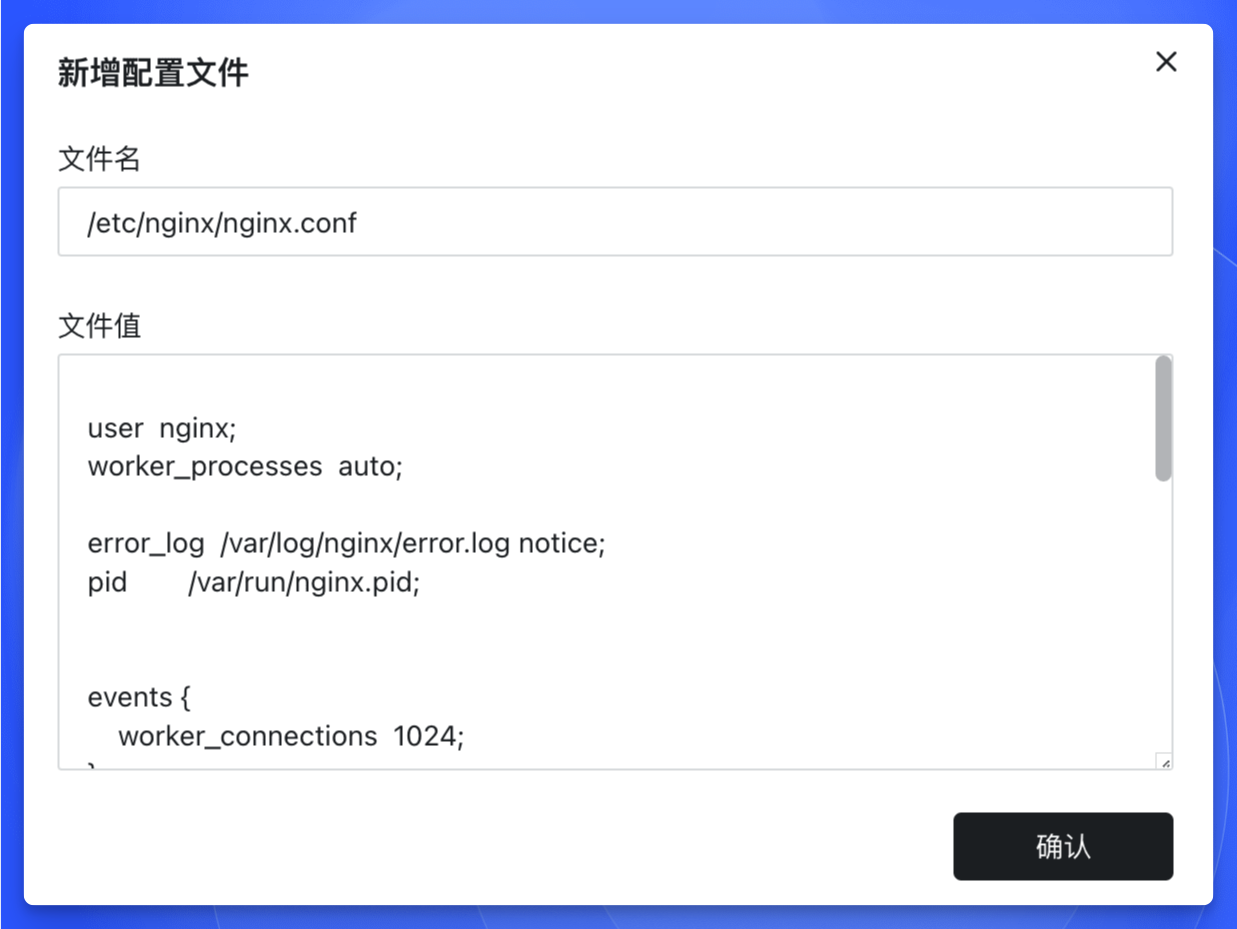 新增配置文件
文件名
/etc/nginx/nginx.conf
文件值
user  nginx;
worker_processes  auto;
error_log  /var/log/nginx/error.log notice;
pid        /var/run/nginx.pid;
events {
    worker_connections  1024;
确认